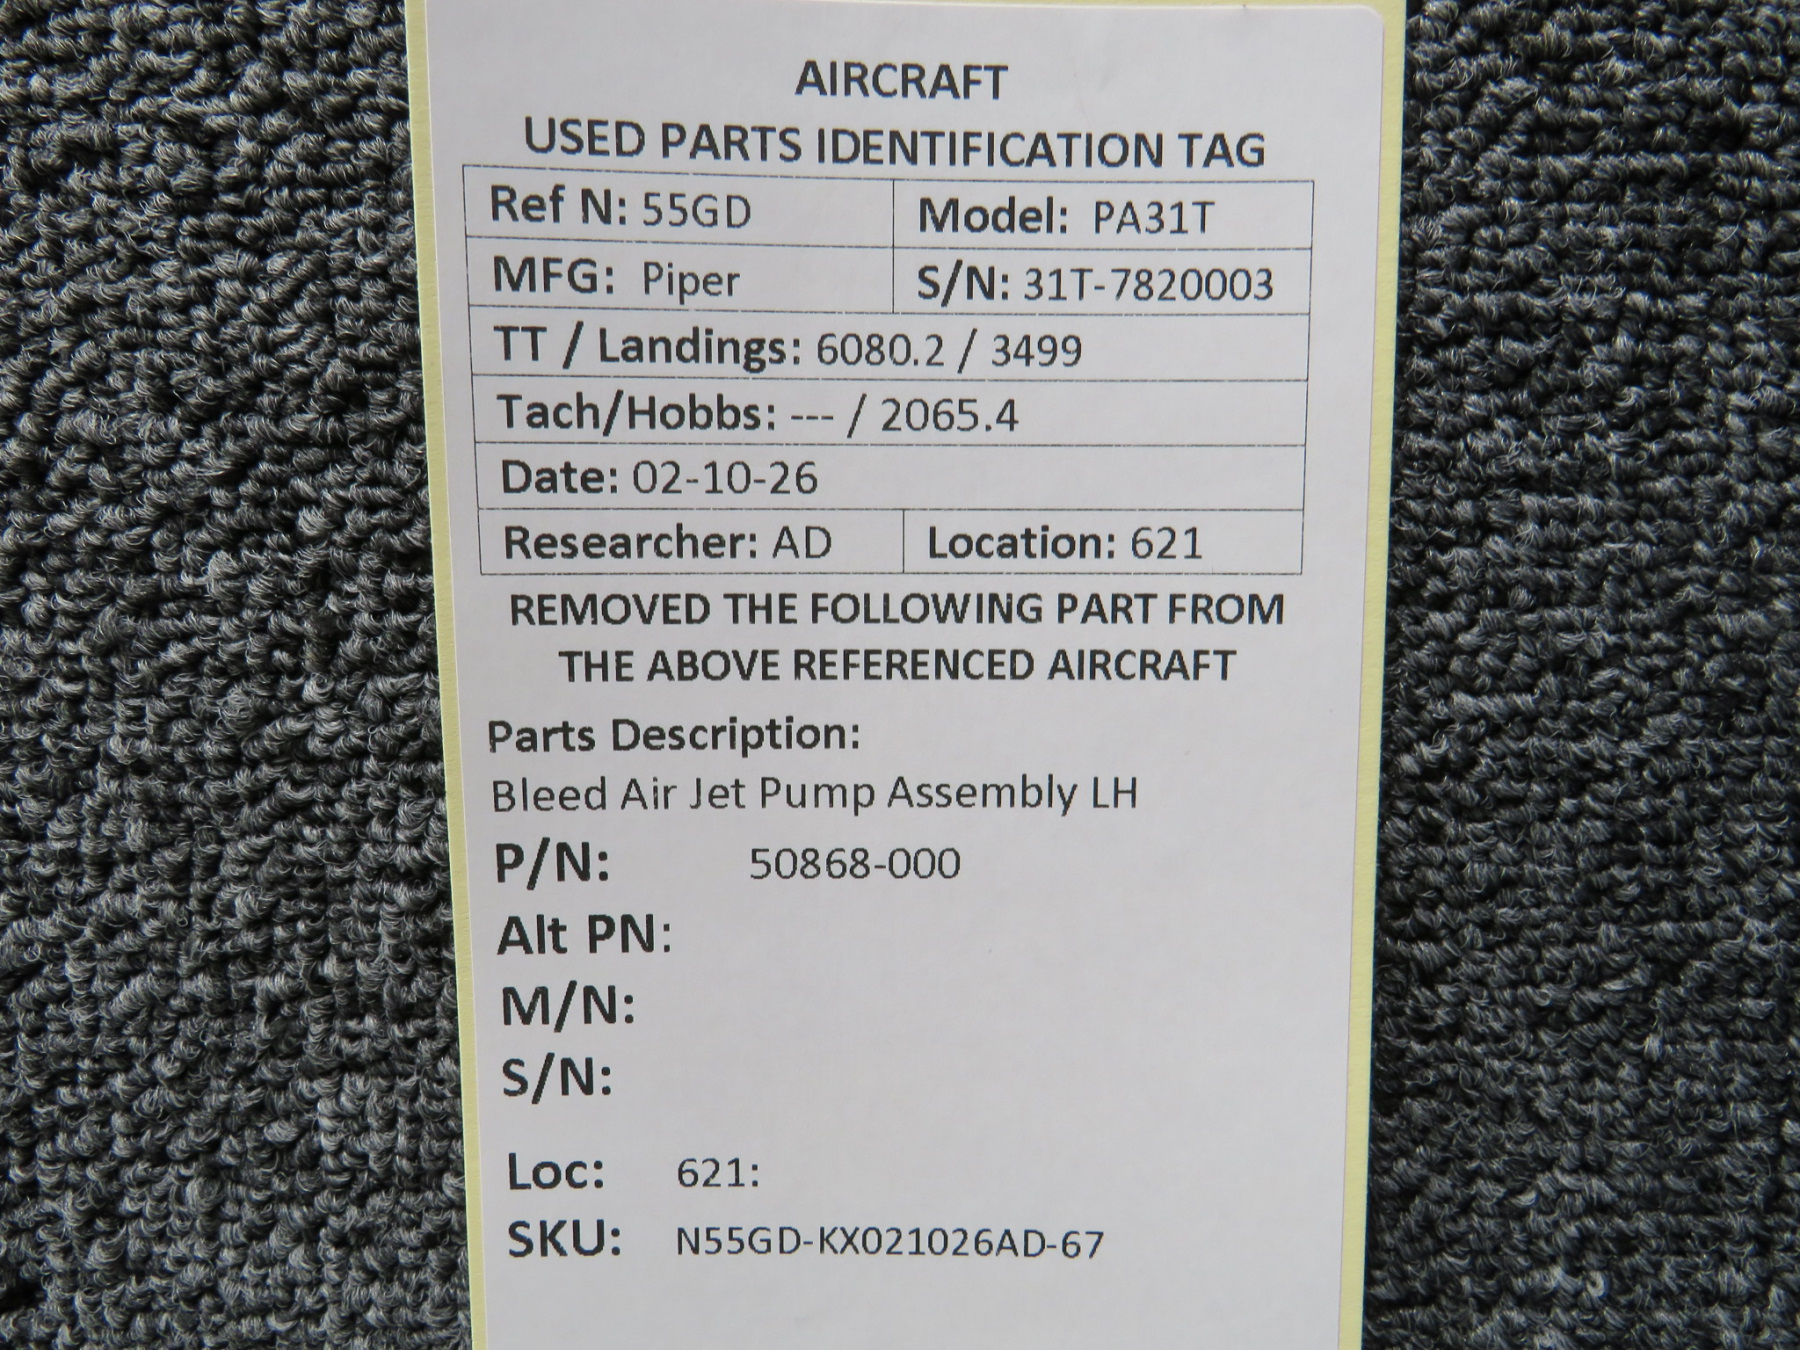 AIRCRAFT
USED PARTS IDENTIFICATION TAG
Ref N: 55GD Model: PA31T
MFG: Piper S/N: 31T-7820003
TT / Landings: 6080.2 / 3499
Tach/Hobbs: --- / 2065.4
Date: 02-10-26
Researcher: AD Location: 621
REMOVED THE FOLLOWING PART FROM
THE ABOVE REFERENCED AIRCRAFT
Parts Description:
Bleed Air Jet Pump Assembly LH
P/N: 50868-000
Alt PN:
M/N:
S/N:
Loc: 621:
SKU: N55GD-KX021026AD-67